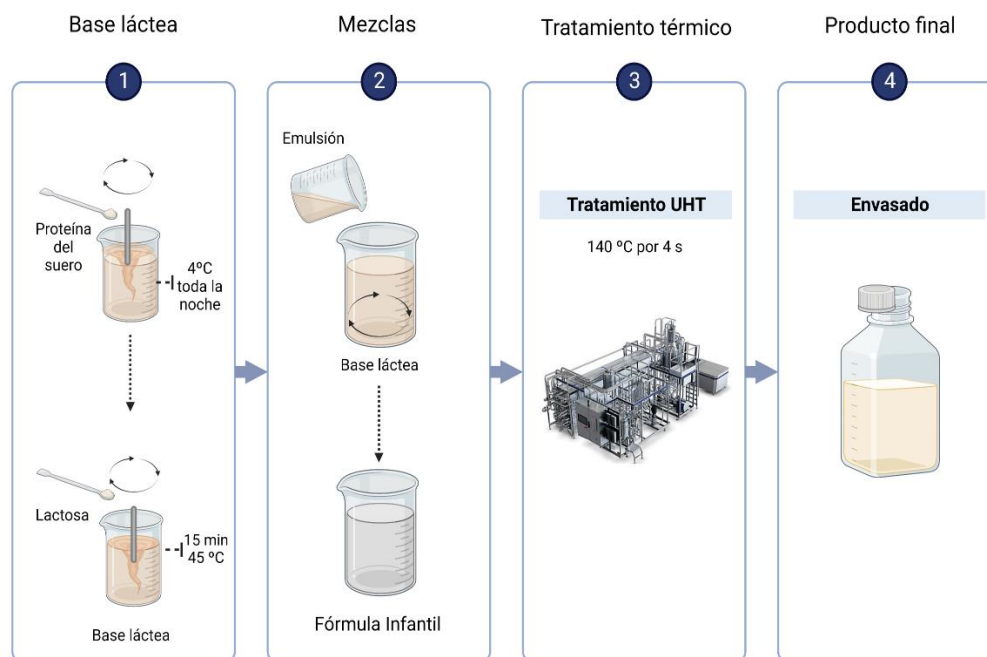 Base láctea
Mezclas
Tratamiento térmico
Producto final
1
2
3
4
Proteína
del
suero
4ºC
toda la
noche
Lactosa
15 min
45 ºC
Base láctea
Emulsión
Base láctea
Fórmula Infantil
Tratamiento UHT
140 ºC por 4 s
Envasado